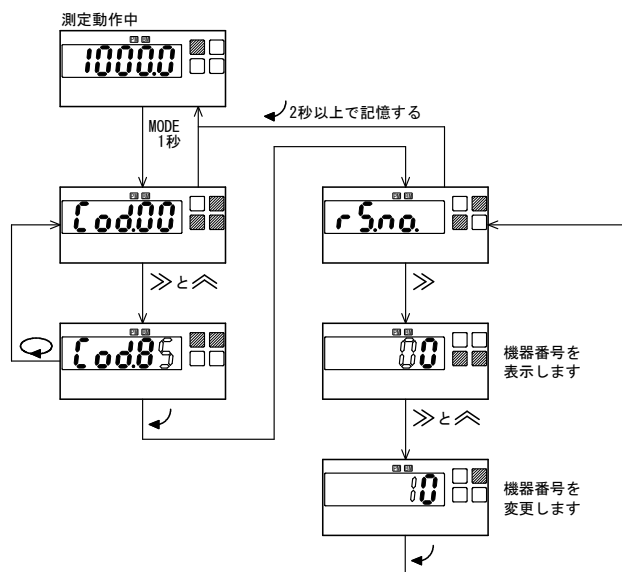 測定動作中
1000.0
2秒以上で記憶する
MODE
1秒
Cod.00
rS.no.
≫と︽
≫
Cod.85
00
機器番号を
表示します
≫と︽
10
機器番号を
変更します